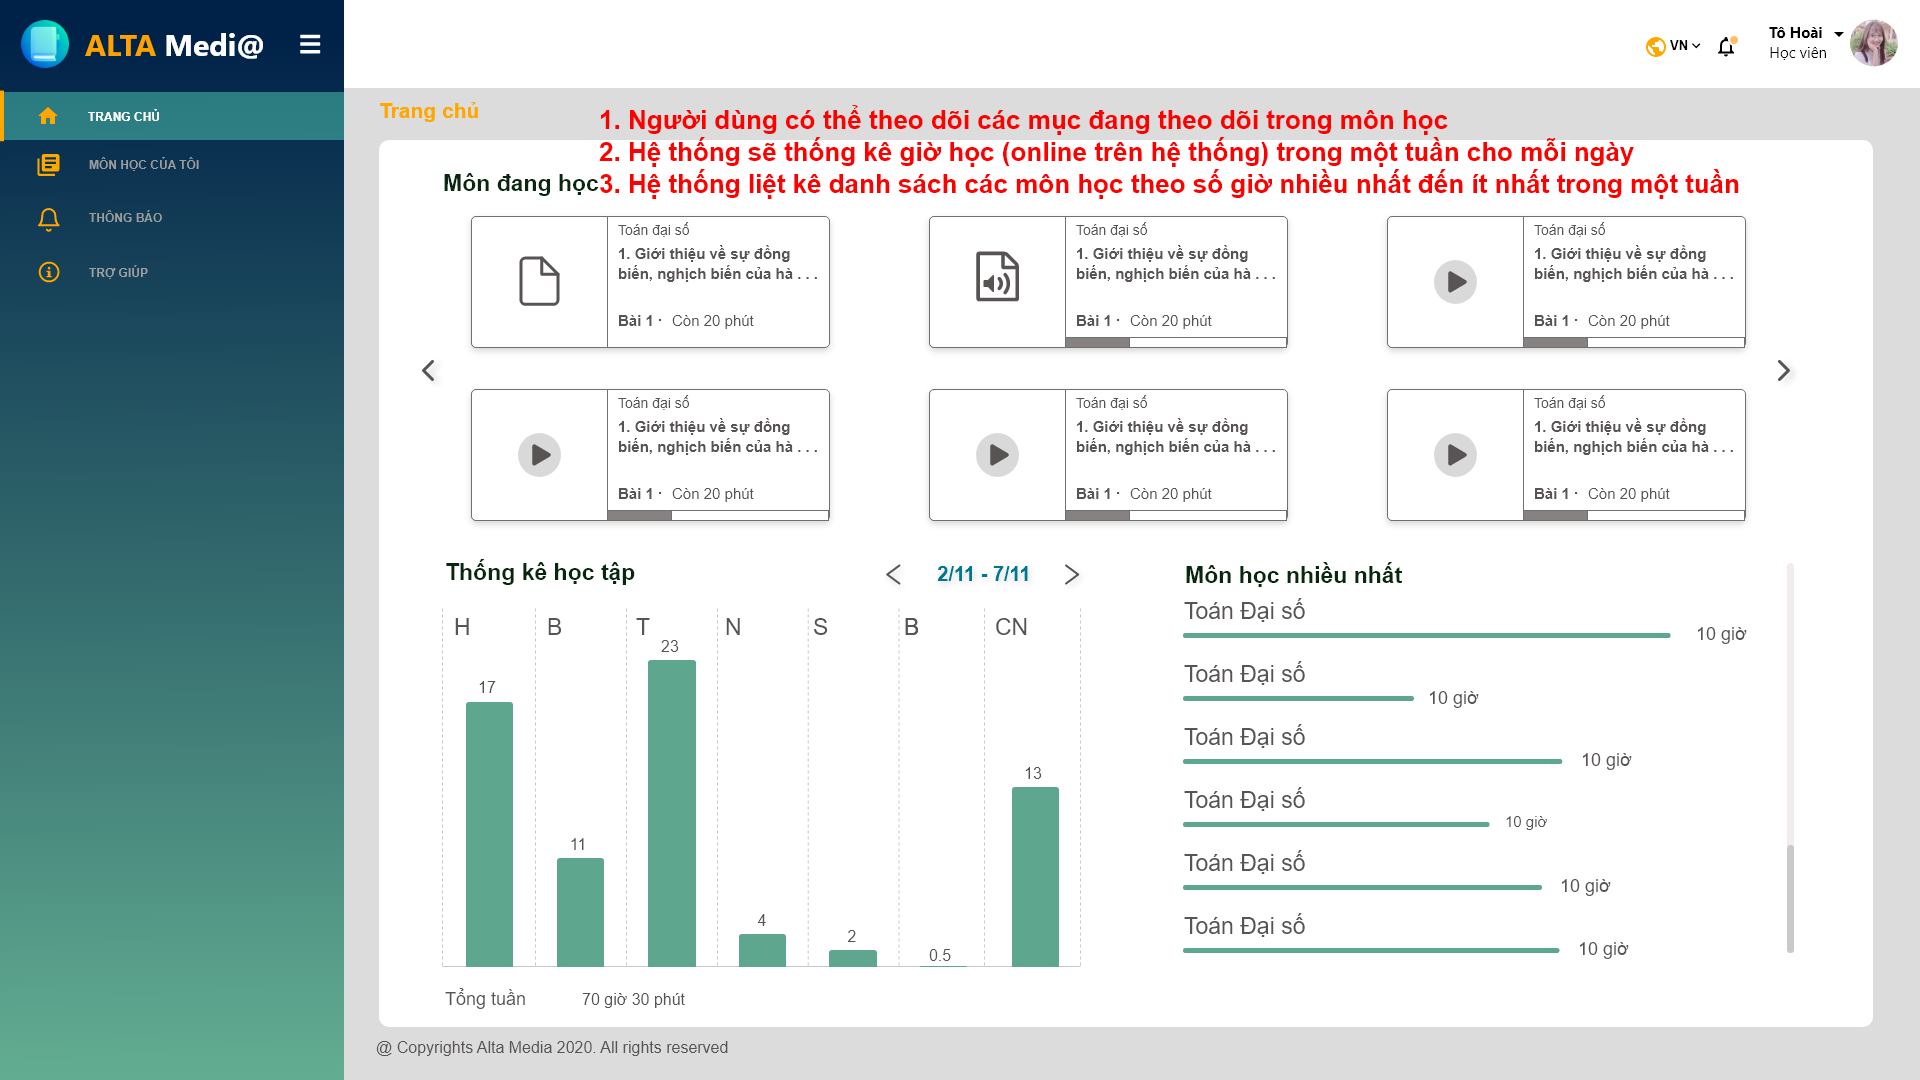 ALTA Medi@
VN
Tô Hoài
Học viên
TRANG CHỦ
MÔN HỌC CỦA TÔI
THÔNG BÁO
TRỢ GIÚP
Trang chủ
1. Người dùng có thể theo dõi các mục đang theo dõi trong môn học
2. Hệ thống sẽ thống kê giờ học (online trên hệ thống) trong một tuần cho mỗi ngày
3. Hệ thống liệt kê danh sách các môn học theo số giờ nhiều nhất đến ít nhất trong một tuần
Môn đang học
Toán đại số
1. Giới thiệu về sự đồng
biến, nghịch biến của hà . . .
Bài 1 · Còn 20 phút
Toán đại số
1. Giới thiệu về sự đồng
biến, nghịch biến của hà . . .
Bài 1 · Còn 20 phút
Toán đại số
1. Giới thiệu về sự đồng
biến, nghịch biến của hà . . .
Bài 1 · Còn 20 phút
Toán đại số
1. Giới thiệu về sự đồng
biến, nghịch biến của hà . . .
Bài 1 · Còn 20 phút
Toán đại số
1. Giới thiệu về sự đồng
biến, nghịch biến của hà . . .
Bài 1 · Còn 20 phút
Toán đại số
1. Giới thiệu về sự đồng
biến, nghịch biến của hà . . .
Bài 1 · Còn 20 phút
Thống kê học tập
2/11 - 7/11
H B T N S B CN
17
11
23
4
2
0.5
13
Tổng tuần 70 giờ 30 phút
Môn học nhiều nhất
Toán Đại số
10 giờ
Toán Đại số
10 giờ
Toán Đại số
10 giờ
Toán Đại số
10 giờ
Toán Đại số
10 giờ
Toán Đại số
10 giờ
@ Copyrights Alta Media 2020. All rights reserved